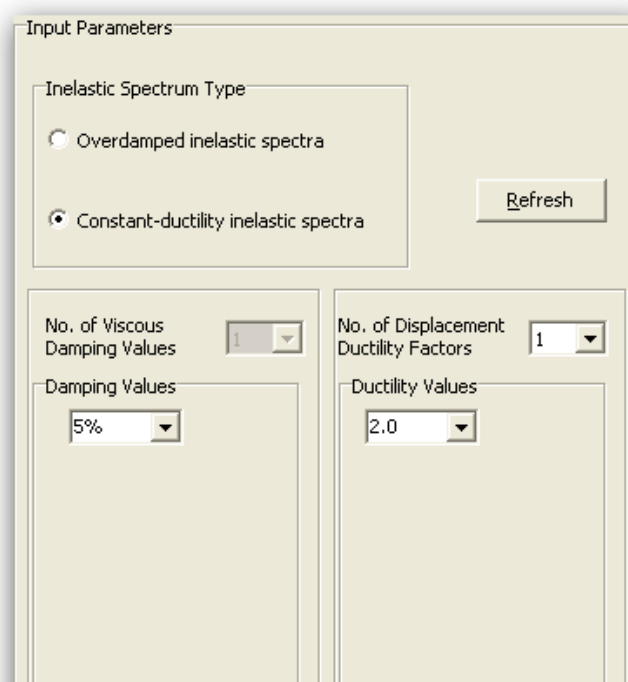 Input Parameters
Inelastic Spectrum Type
Overdamped inelastic spectra
Constant-ductility inelastic spectra
Refresh
No. of Viscous
Damping Values
1
Damping Values
5%
No. of Displacement
Ductility Factors
1
Ductility Values
2.0